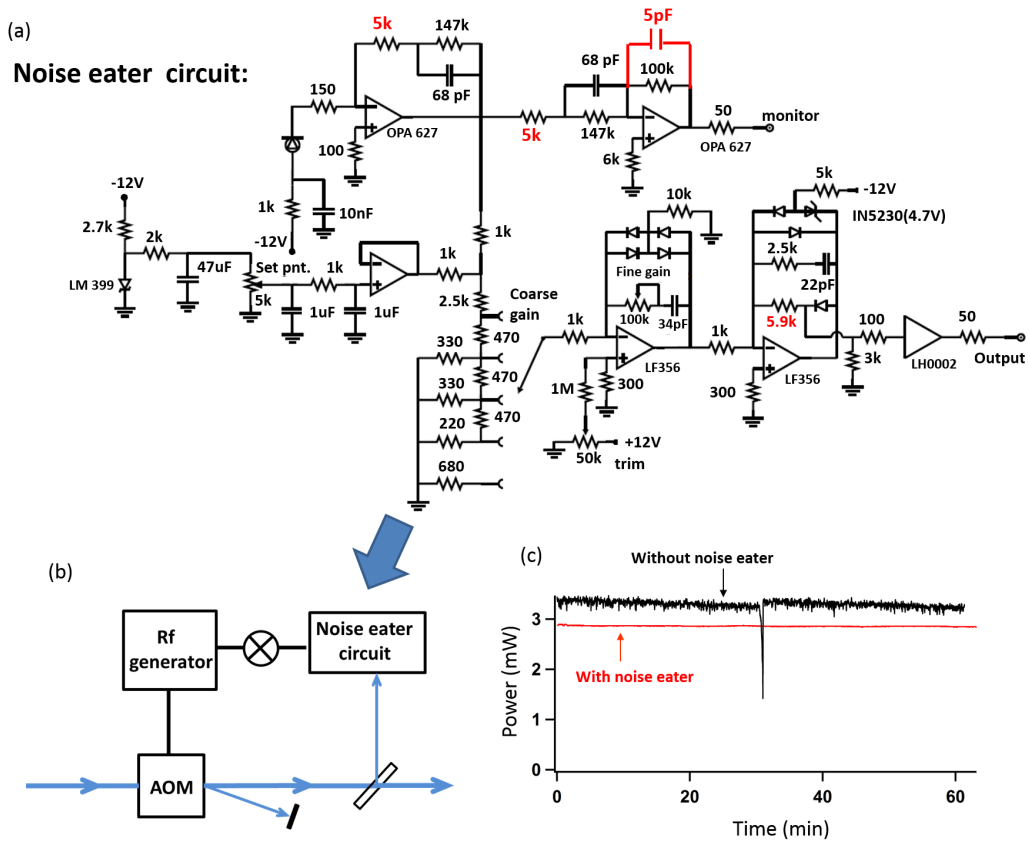 (a)
Noise eater circuit:
5k
147k
68 pF
150
100
OPA 627
5pF
68 pF
100k
5k
147k
6k
50
OPA 627
monitor
-12V
2.7k
2k
LM 399
47uF
1k
10nF
-12V
Set pnt.
5k
1k
1uF
1uF
1k
1k
2.5k
Coarse
gain
470
330
470
330
470
220
680
10k
Fine gain
100k
34pF
1k
LF356
300
1M
50k
+12V
trim
5k
-12V
IN5230(4.7V)
2.5k
22pF
5.9k
1k
LF356
300
3k
100
LH0002
50
Output
(b)
Rf
generator
Noise eater
circuit
AOM
(c)
Without noise eater
With noise eater
Power (mW)
3
2
1
0
0
20
40
60
Time (min)